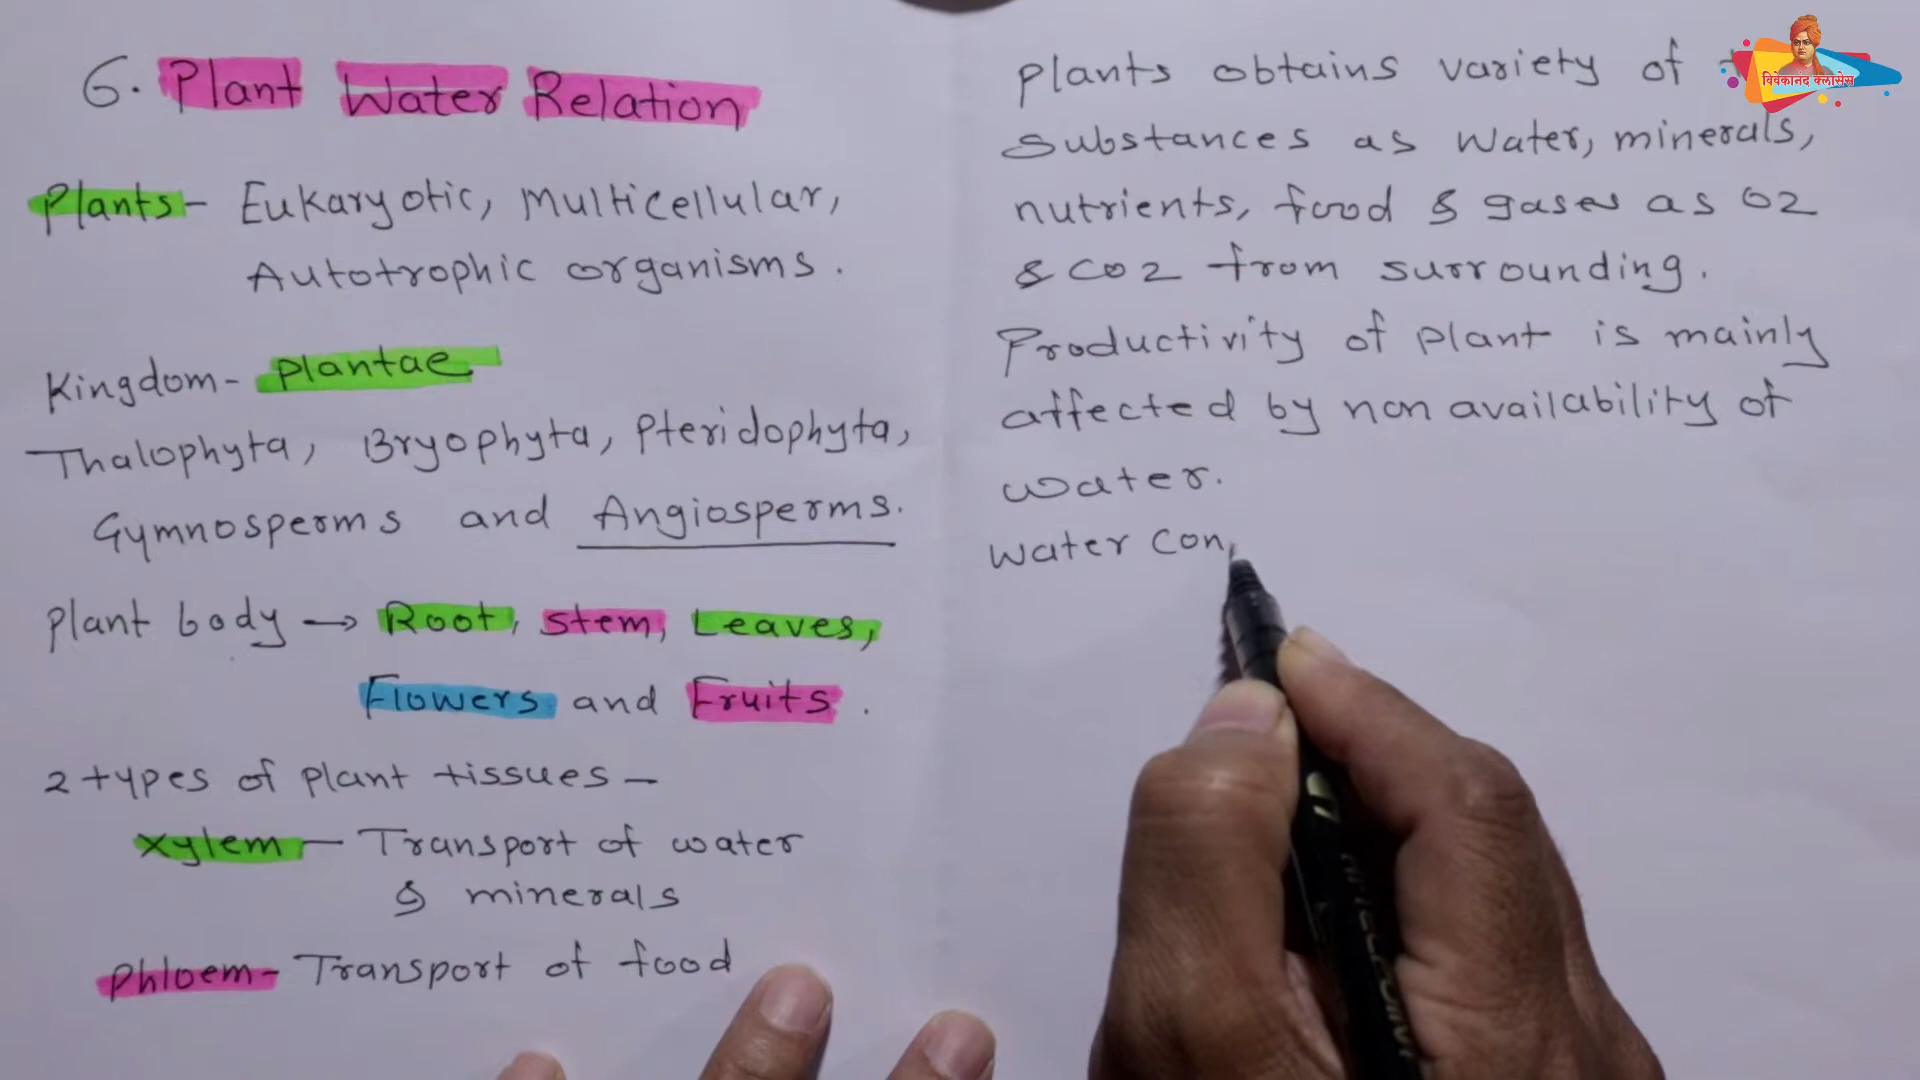 6. Plant Water Relation
Plants- Eukaryotic, Multicellular,
Autotrophic organisms.
Kingdom- Plantae
Thalophyta, Bryophyta, Pteridophyta,
Gymnosperms and Angiosperms.
Plant body → Root, Stem, Leaves,
Flowers and Fruits.
2 types of plant tissues —
Xylem — Transport of water
& minerals
Phloem- Transport of food
Plants obtains variety of
substances as Water, minerals,
nutrients, food & gases as O2
& CO2 from surrounding.
Productivity of plant is mainly
affected by non availability of
water.
Water con
विवेकानंद क्लासेस